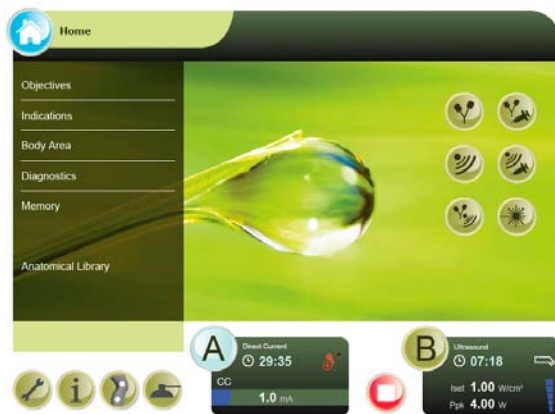 Home
Objectives
Indications
Body Area
Diagnostics
Memory
Anatomical Library
A
Direct Current
29:35
CC
1.0 mA
B
Ultrasound
07:18
Iset 1.00 W/cm²
Ppk 4.00 W